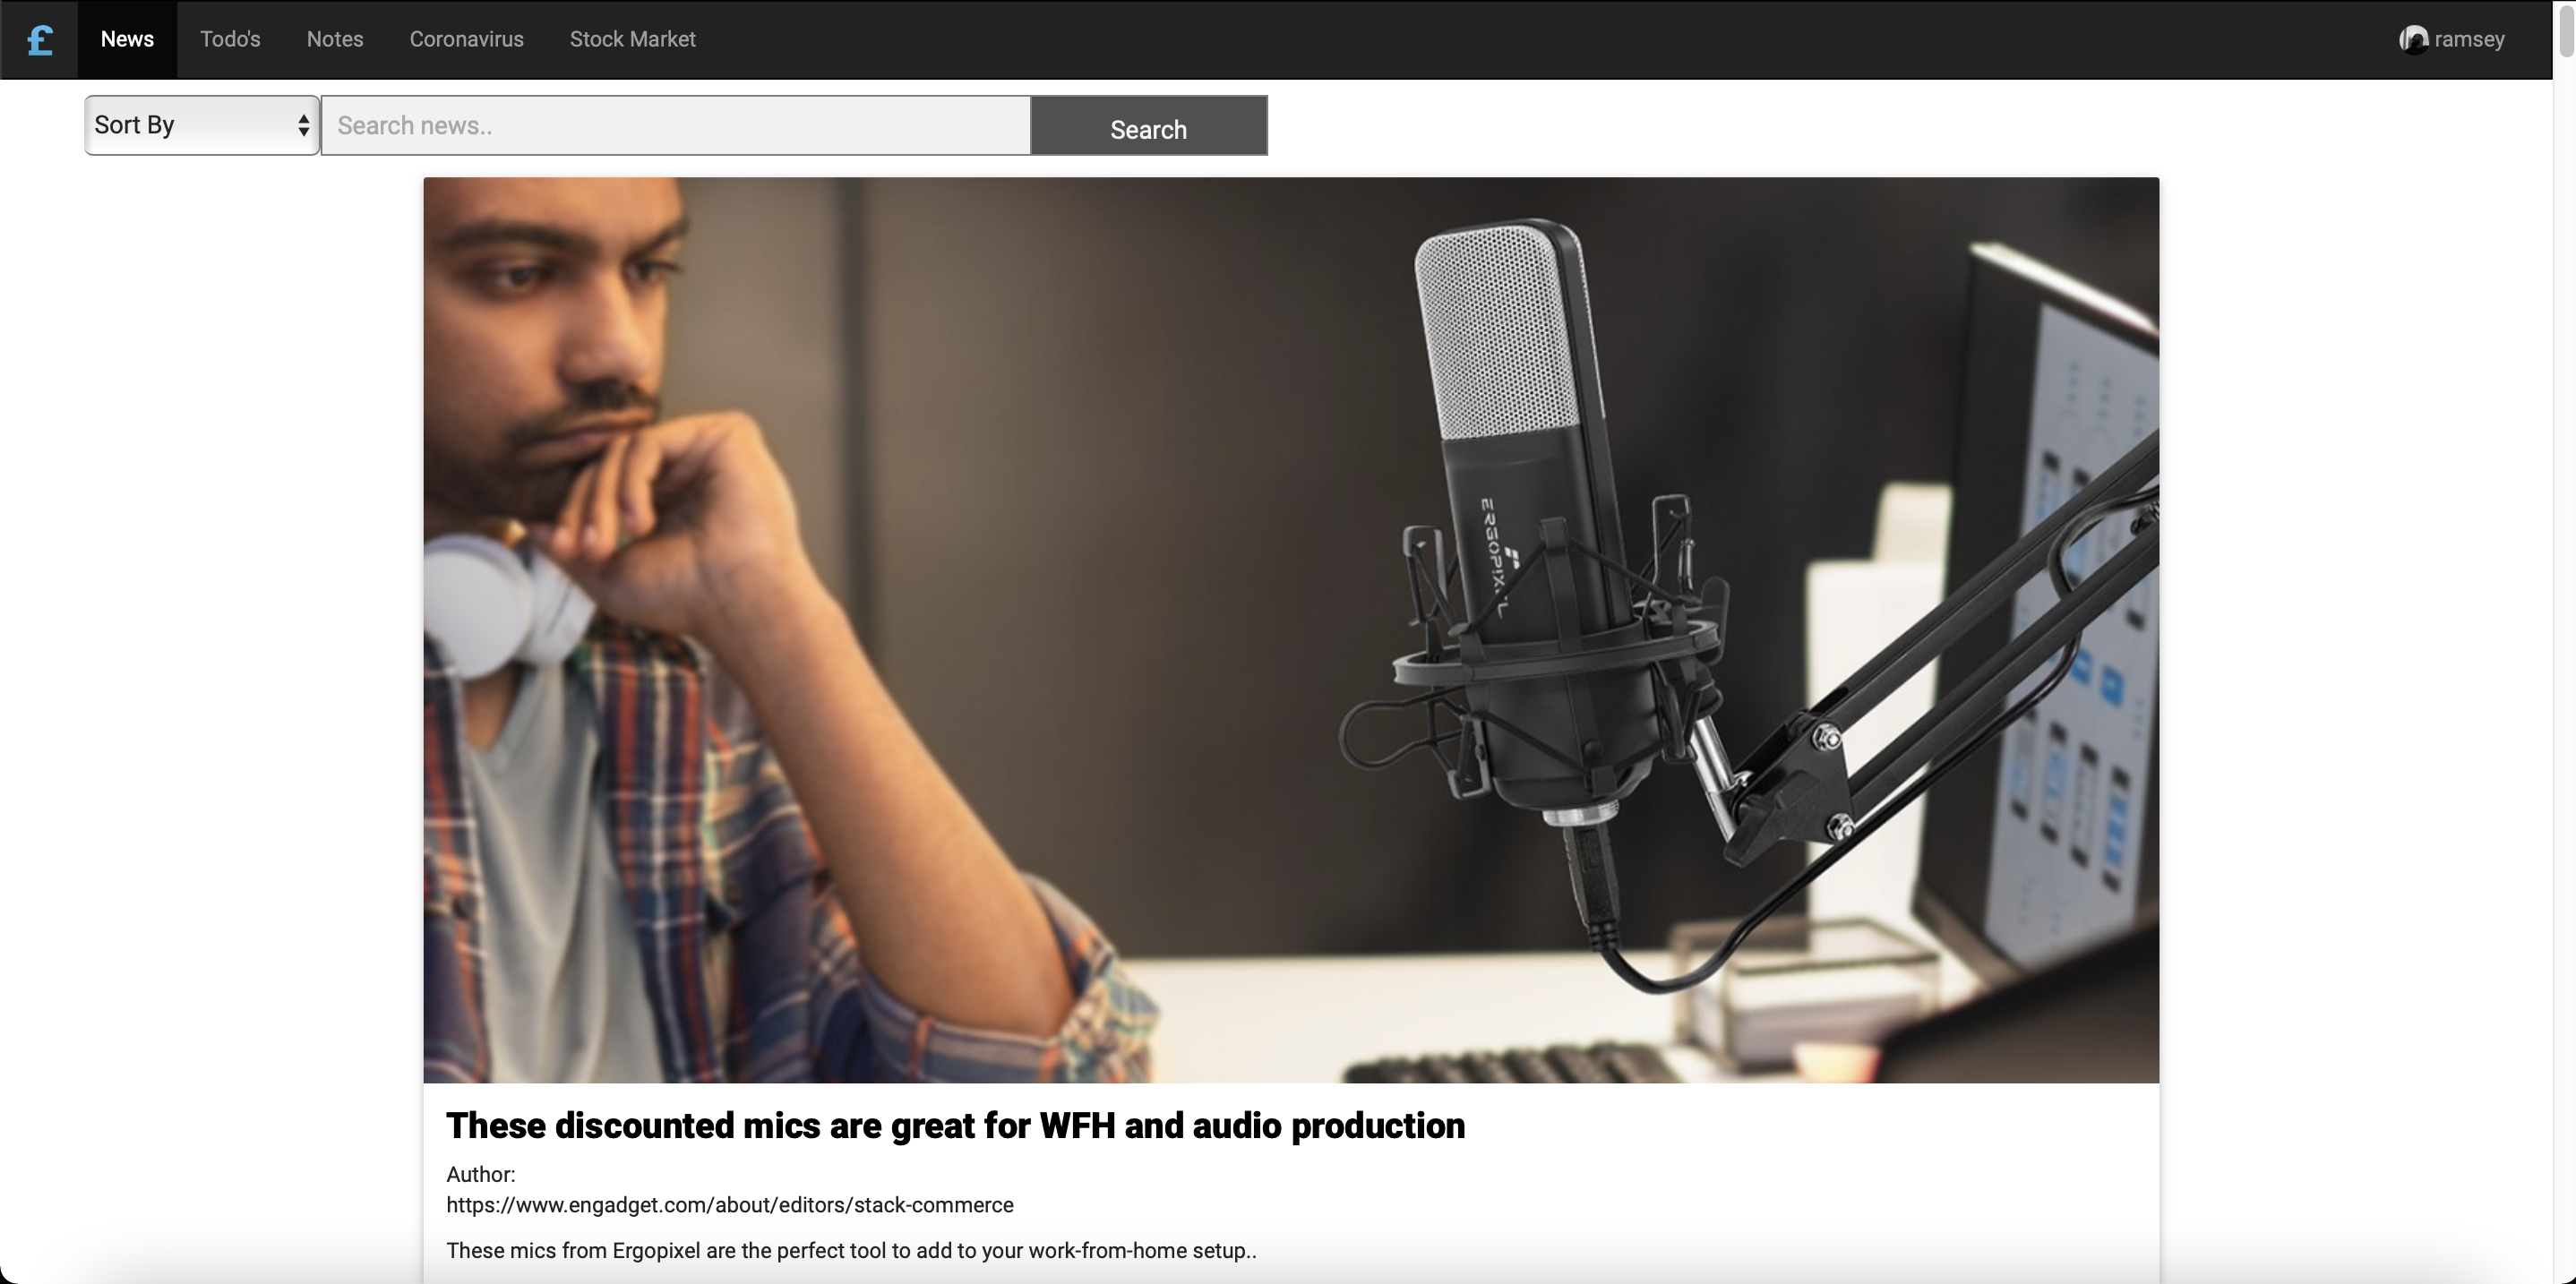 £ News Todo's Notes Coronavirus Stock Market ramsey
Sort By Search news.. Search
ERGOPIXEL
These discounted mics are great for WFH and audio production
Author:
https://www.engadget.com/about/editors/stack-commerce
These mics from Ergopixel are the perfect tool to add to your work-from-home setup..